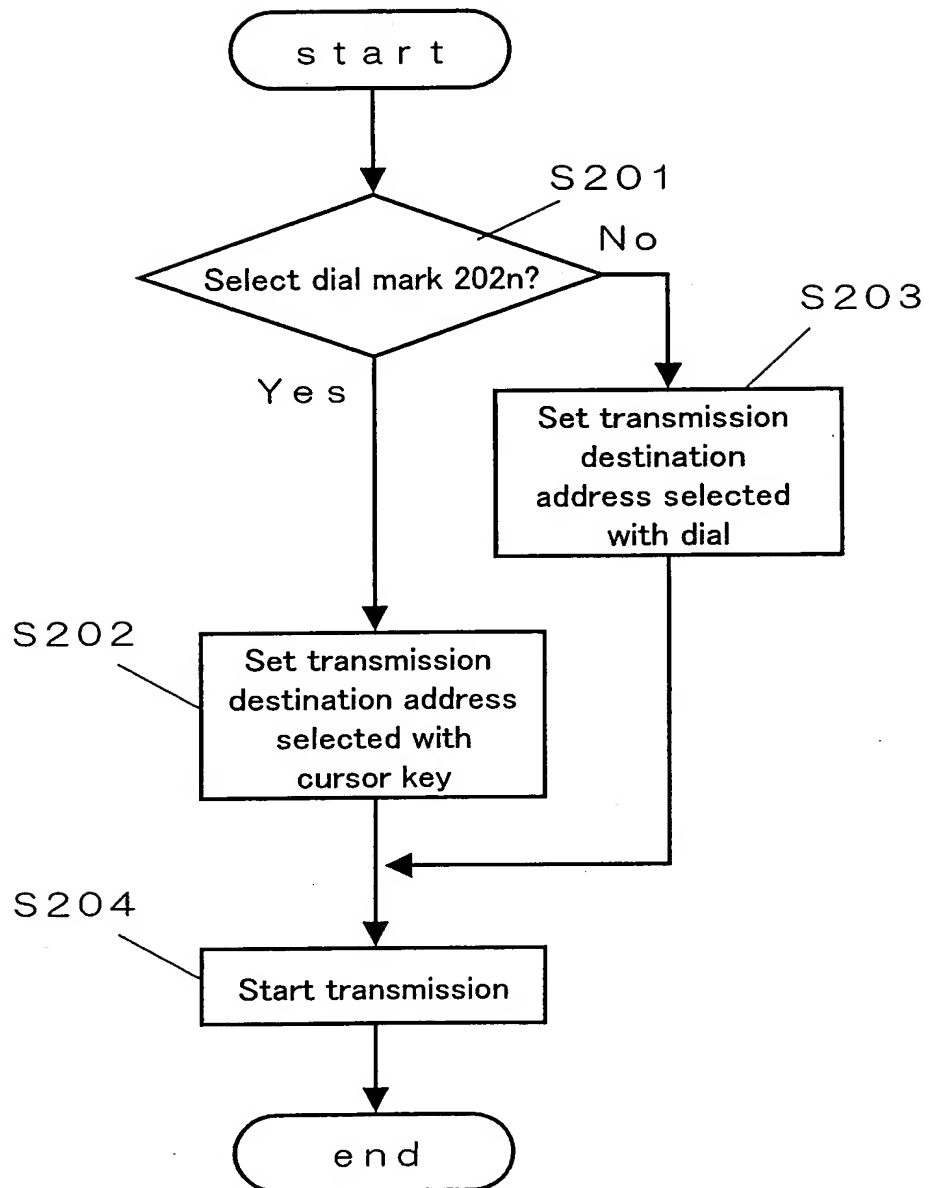 start
S201
No
Select dial mark 202n?
S203
Yes
Set transmission
destination
address selected
with dial
S202
Set transmission
destination address
selected with
cursor key
S204
Start transmission
end